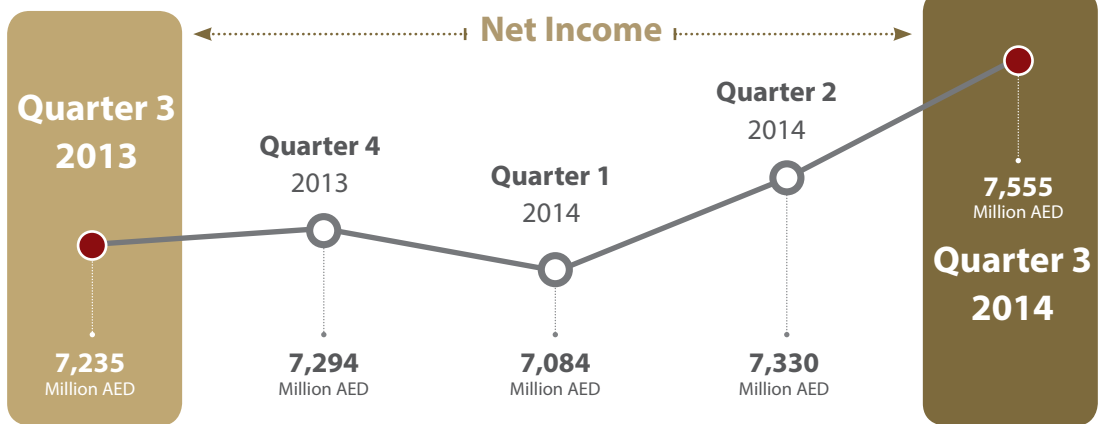 Net Income
Quarter 3
2013
7,235
Million AED
Quarter 4
2013
7,294
Million AED
Quarter 1
2014
7,084
Million AED
Quarter 2
2014
7,330
Million AED
7,555
Million AED
Quarter 3
2014